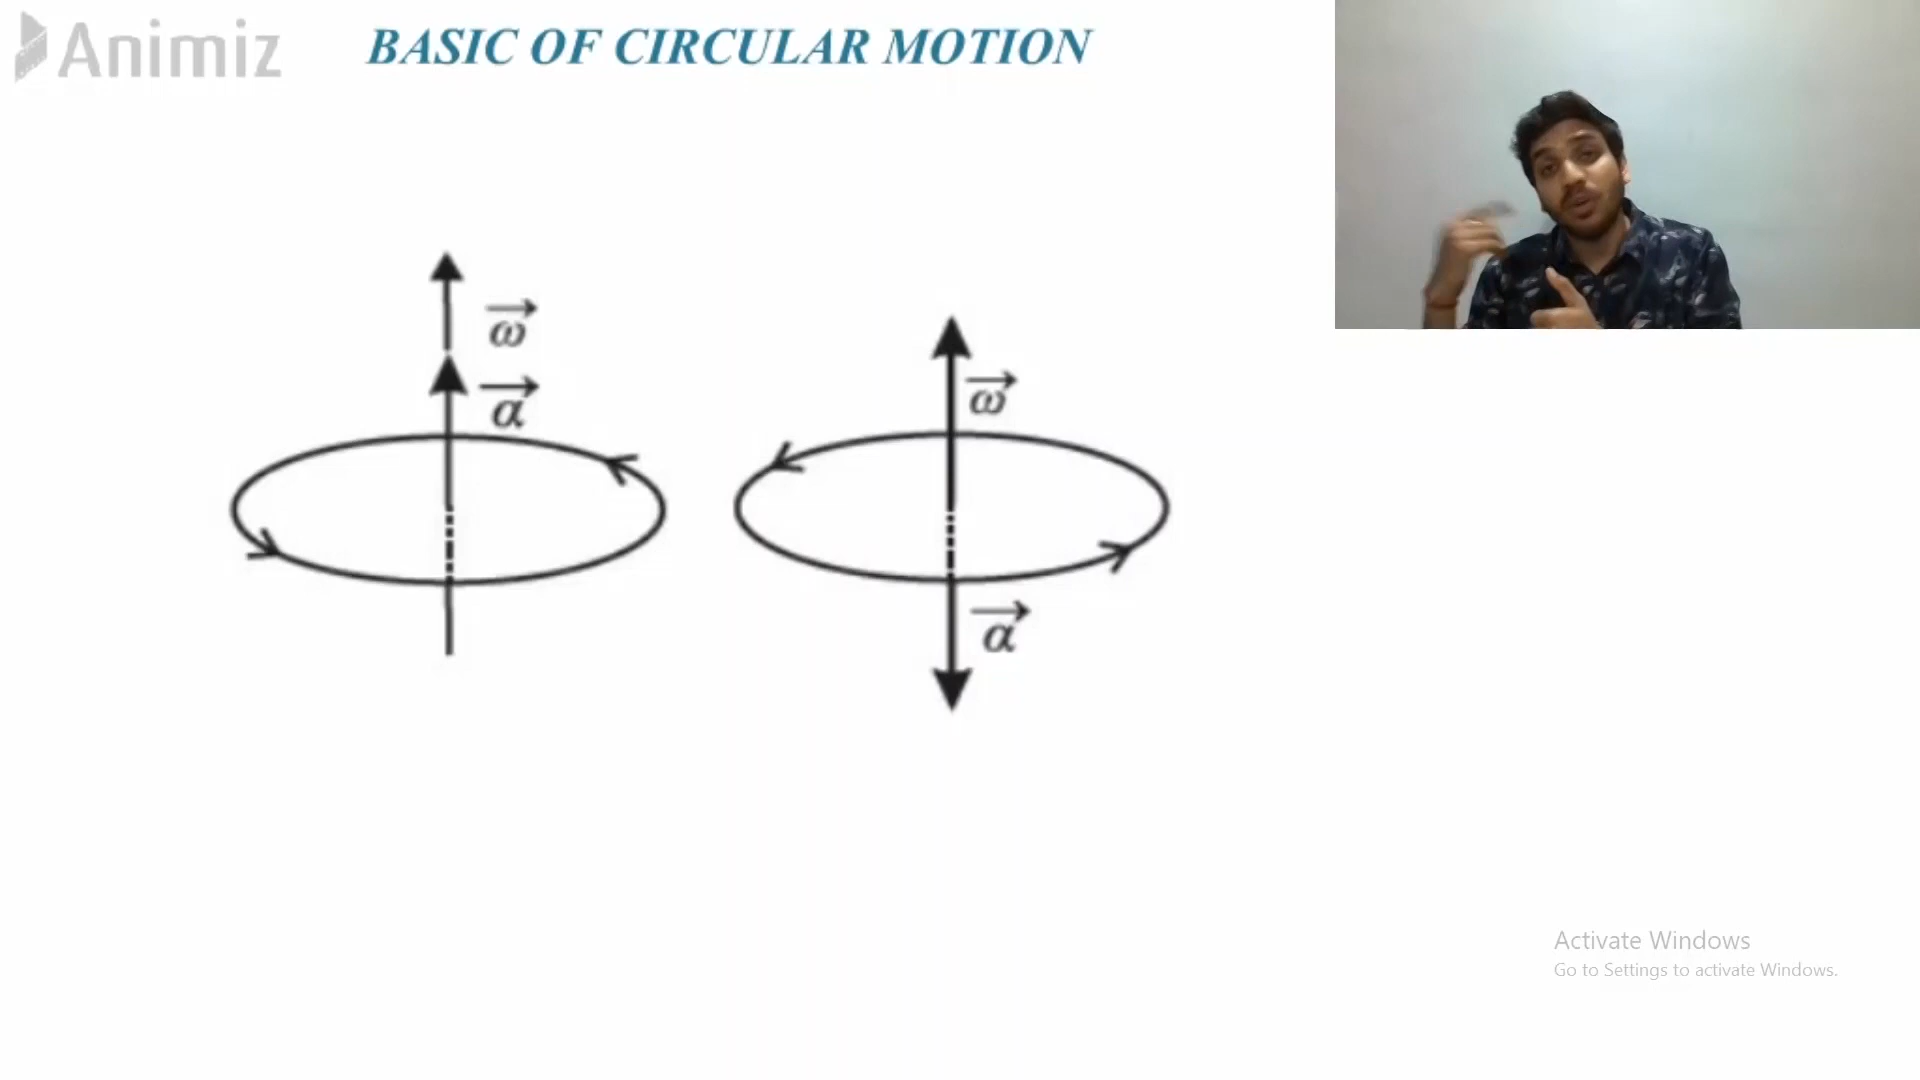 Animiz
BASIC OF CIRCULAR MOTION
ω
α
ω
α
Activate Windows
Go to Settings to activate Windows.